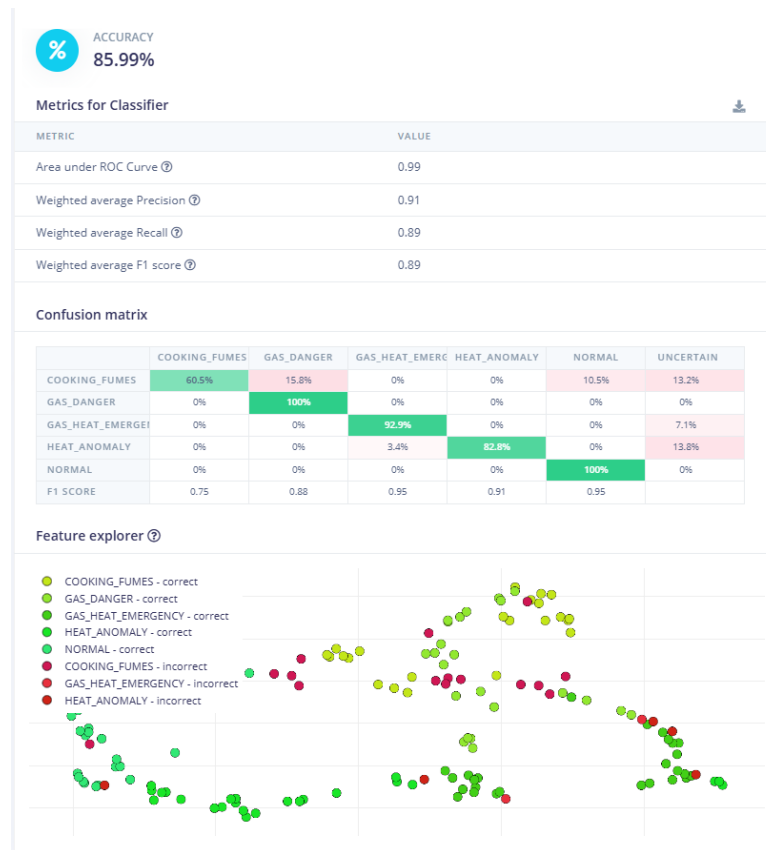 %
ACCURACY
85.99%
Metrics for Classifier
METRIC VALUE
Area under ROC Curve ? 0.99
Weighted average Precision ? 0.91
Weighted average Recall ? 0.89
Weighted average F1 score ? 0.89
Confusion matrix
COOKING_FUMES GAS_DANGER GAS_HEAT_EMERG HEAT_ANOMALY NORMAL UNCERTAIN
COOKING_FUMES 60.5% 15.8% 0% 0% 10.5% 13.2%
GAS_DANGER 0% 100% 0% 0% 0% 0%
GAS_HEAT_EMERGEI 0% 0% 92.9% 0% 0% 7.1%
HEAT_ANOMALY 0% 0% 3.4% 82.8% 0% 13.8%
NORMAL 0% 0% 0% 0% 100% 0%
F1 SCORE 0.75 0.88 0.95 0.91 0.95
Feature explorer ?
COOKING_FUMES - correct
GAS_DANGER - correct
GAS_HEAT_EMERGENCY - correct
HEAT_ANOMALY - correct
NORMAL - correct
COOKING_FUMES - incorrect
GAS_HEAT_EMERGENCY - incorrect
HEAT_ANOMALY - incorrect